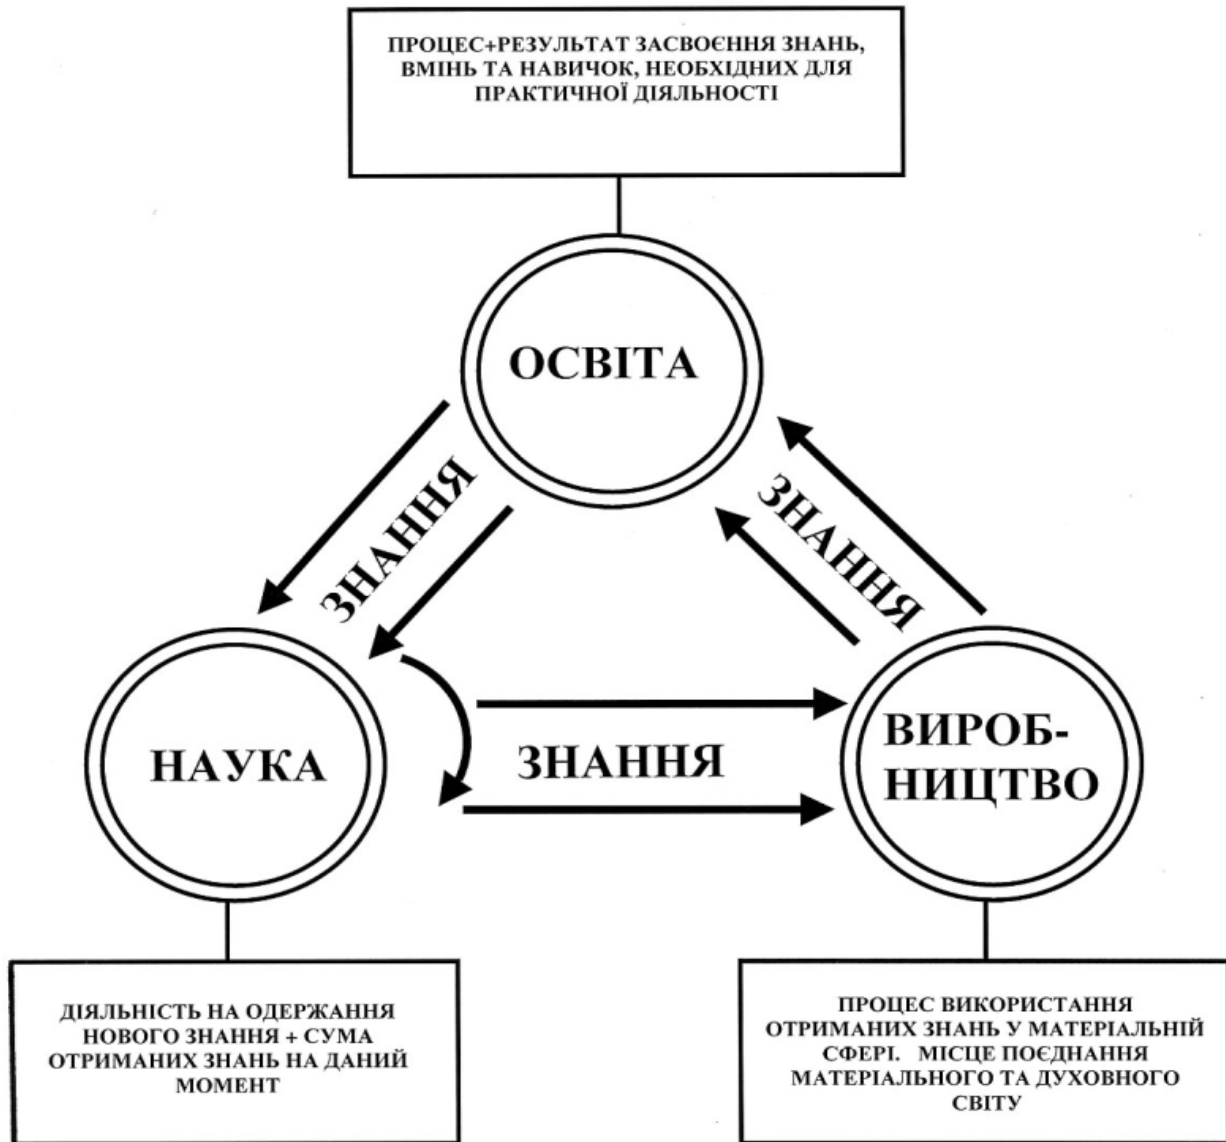 ПРОЦЕС+РЕЗУЛЬТАТ ЗАСВОЄННЯ ЗНАНЬ,
ВМІНЬ ТА НАВИЧОК, НЕОБХІДНИХ ДЛЯ
ПРАКТИЧНОЇ ДІЯЛЬНОСТІ
ОСВІТА
ЗНАННЯ
ЗНАННЯ
НАУКА
ЗНАННЯ
ВИРОБ-
НИЦТВО
ДІЯЛЬНІСТЬ НА ОДЕРЖАННЯ
НОВОГО ЗНАННЯ + СУМА
ОТРИМАНИХ ЗНАНЬ НА ДАНИЙ
МОМЕНТ
ПРОЦЕС ВИКОРИСТАННЯ
ОТРИМАНИХ ЗНАНЬ У МАТЕРІАЛЬНІЙ
СФЕРІ. МІСЦЕ ПОЄДНАННЯ
МАТЕРІАЛЬНОГО ТА ДУХОВНОГО
СВІТУ